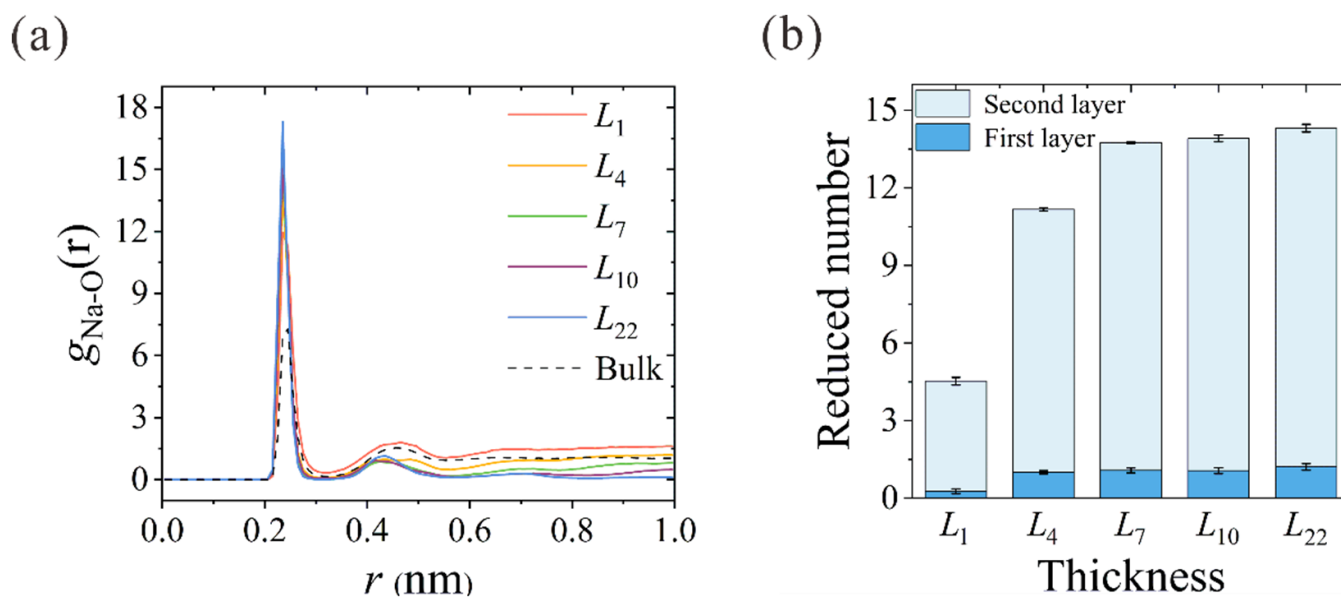 (a)
18
15
12
9
6
3
0
gNa-O(r)
L1
L4
L7
L10
L22
Bulk
0.0 0.2 0.4 0.6 0.8 1.0
r (nm)
(b)
15
12
9
6
3
0
Reduced number
Second layer
First layer
L1 L4 L7 L10 L22
Thickness